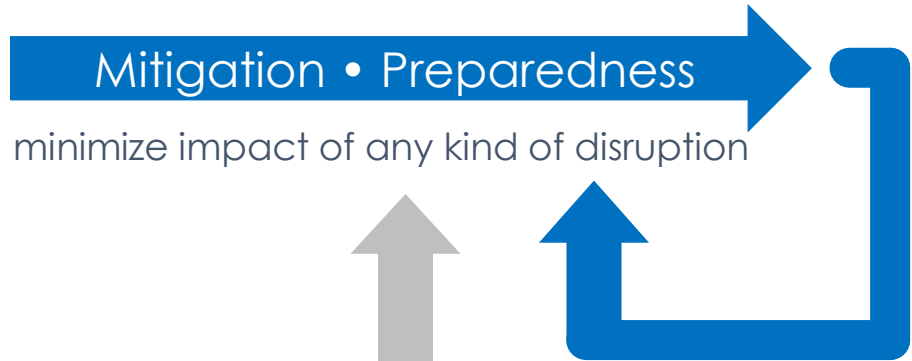 Mitigation • Preparedness
minimize impact of any kind of disruption